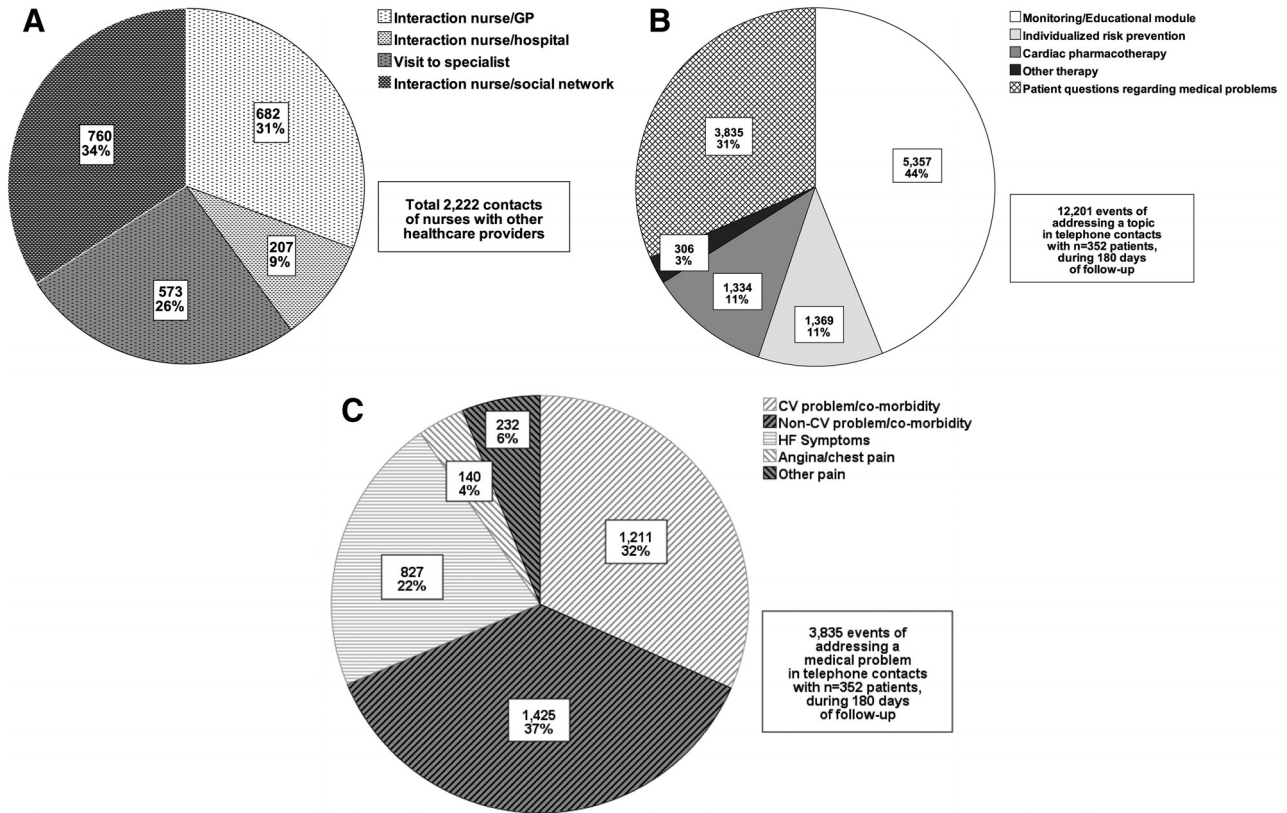 A
Interaction nurse/GP
Interaction nurse/hospital
Visit to specialist
Interaction nurse/social network
682
31%
760
34%
207
9%
573
26%
Total 2,222 contacts
of nurses with other
healthcare providers
B
Monitoring/Educational module
Individualized risk prevention
Cardiac pharmacotherapy
Other therapy
Patient questions regarding medical problems
3,835
31%
5,357
44%
306
3%
1,334
11%
1,369
11%
12,201 events of
addressing a topic
in telephone contacts
with n=352 patients,
during 180 days
of follow-up
C
CV problem/co-morbidity
Non-CV problem/co-morbidity
HF Symptoms
Angina/chest pain
Other pain
232
6%
140
4%
1,211
32%
827
22%
1,425
37%
3,835 events of
addressing a
medical problem
in telephone contacts
with n=352 patients,
during 180 days
of follow-up